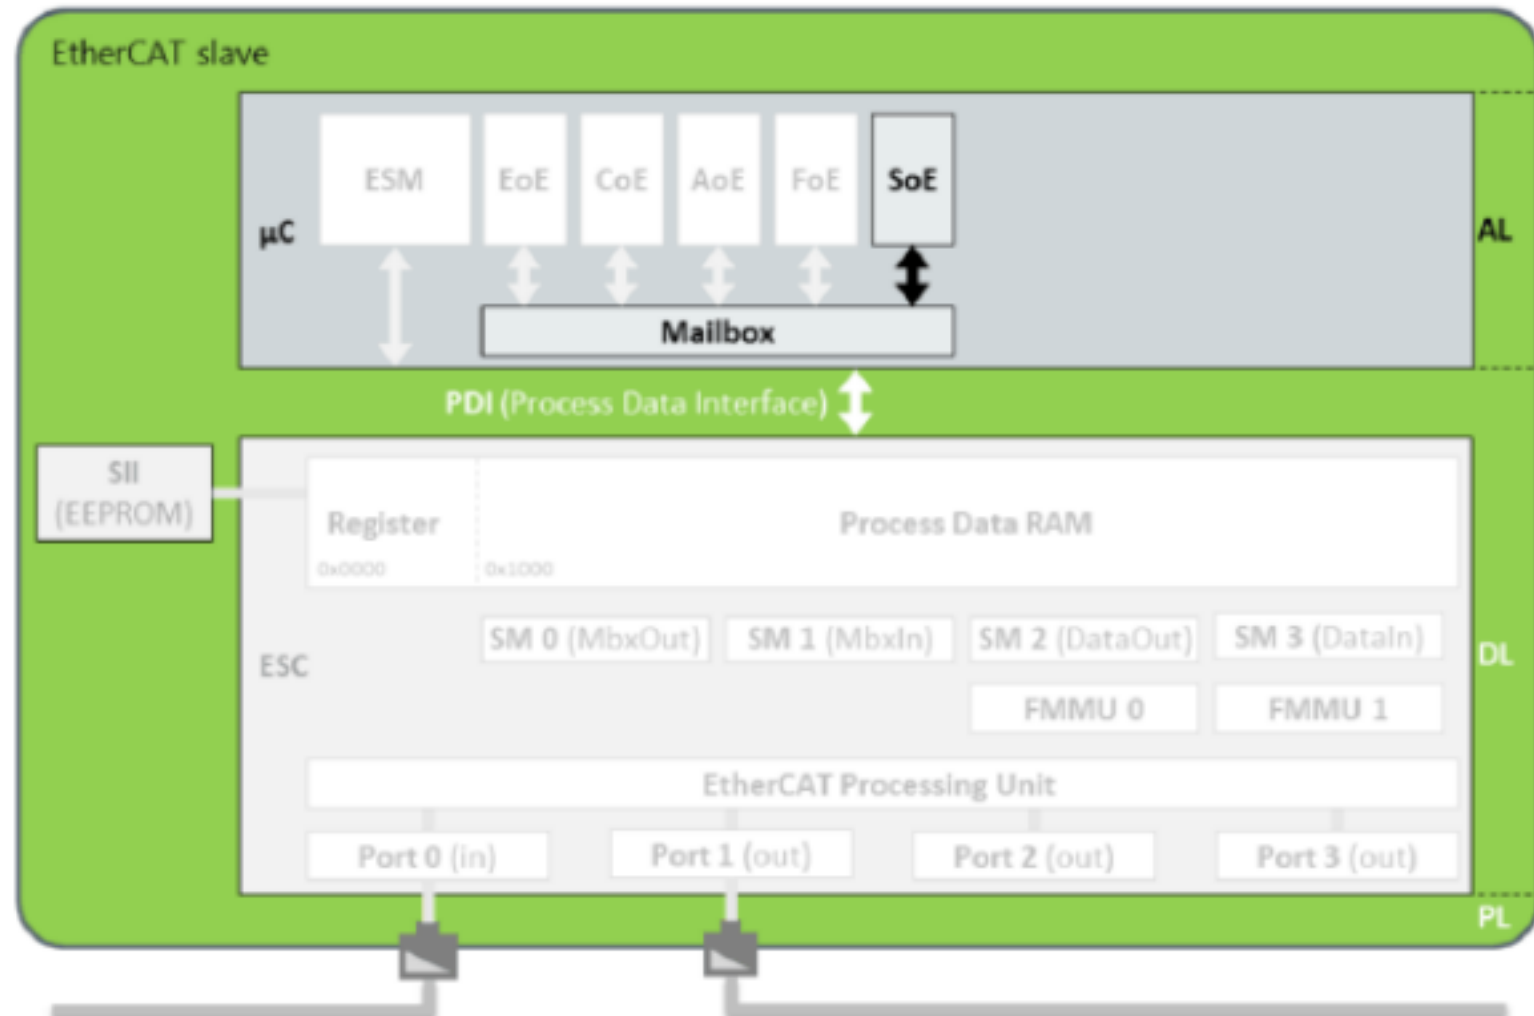 EtherCAT slave
ESM
EoE
CoE
AoE
FoE
SoE
µC
AL
Mailbox
PDI (Process Data Interface)
SII
(EEPROM)
Register
Process Data RAM
0x0000
0x1000
SM 0 (MbxOut)
SM 1 (MbxIn)
SM 2 (DataOut)
SM 3 (DataIn)
ESC
DL
FMMU 0
FMMU 1
EtherCAT Processing Unit
Port 0 (in)
Port 1 (out)
Port 2 (out)
Port 3 (out)
PL